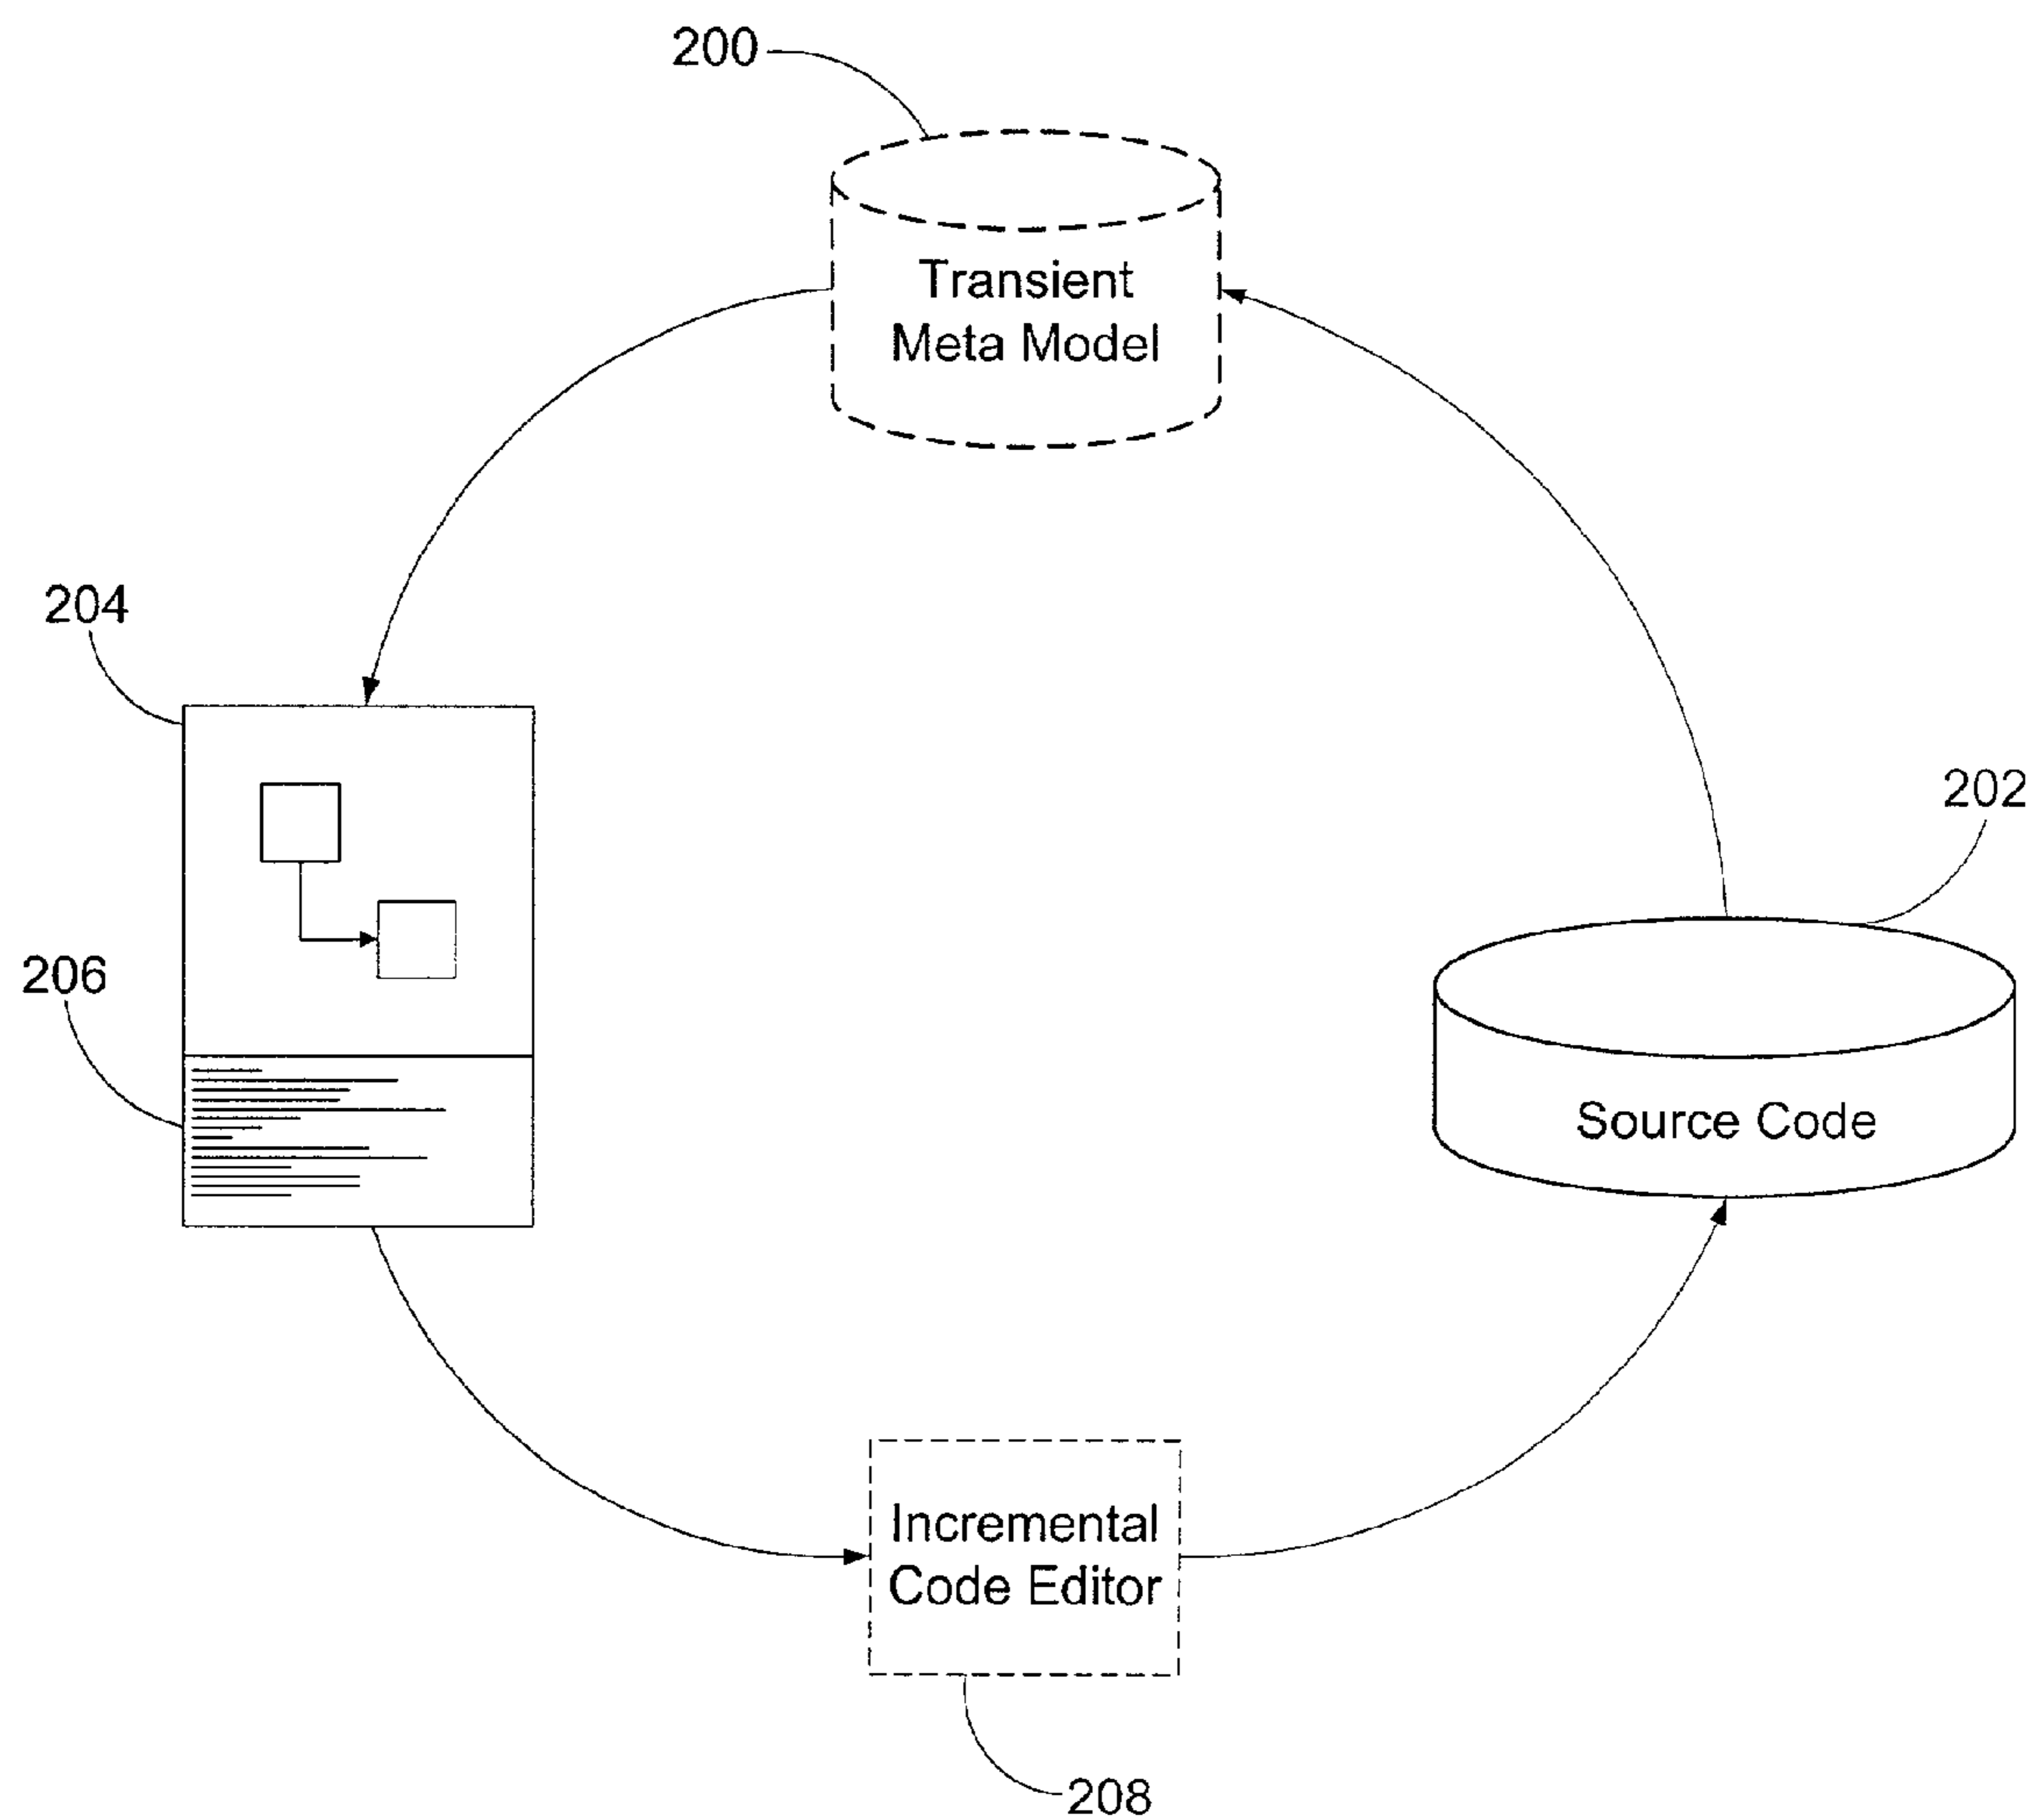 200
Transient
Meta Model
204
202
206
Source Code
Incremental
Code Editor
208